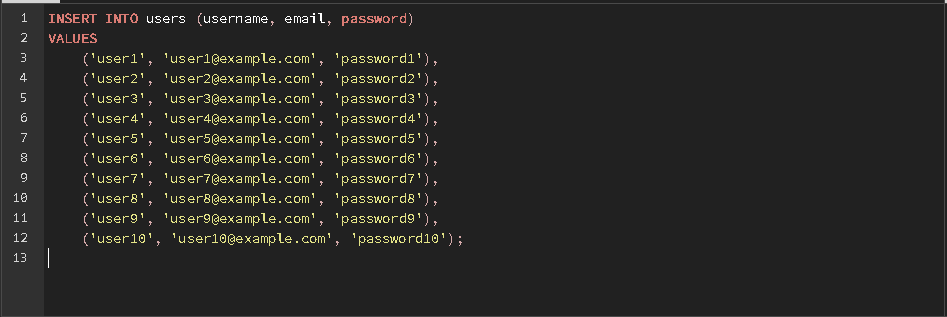 1 INSERT INTO users (username, email, password)
2 VALUES
3 ('user1', 'user1@example.com', 'password1'),
4 ('user2', 'user2@example.com', 'password2'),
5 ('user3', 'user3@example.com', 'password3'),
6 ('user4', 'user4@example.com', 'password4'),
7 ('user5', 'user5@example.com', 'password5'),
8 ('user6', 'user6@example.com', 'password6'),
9 ('user7', 'user7@example.com', 'password7'),
10 ('user8', 'user8@example.com', 'password8'),
11 ('user9', 'user9@example.com', 'password9'),
12 ('user10', 'user10@example.com', 'password10');
13